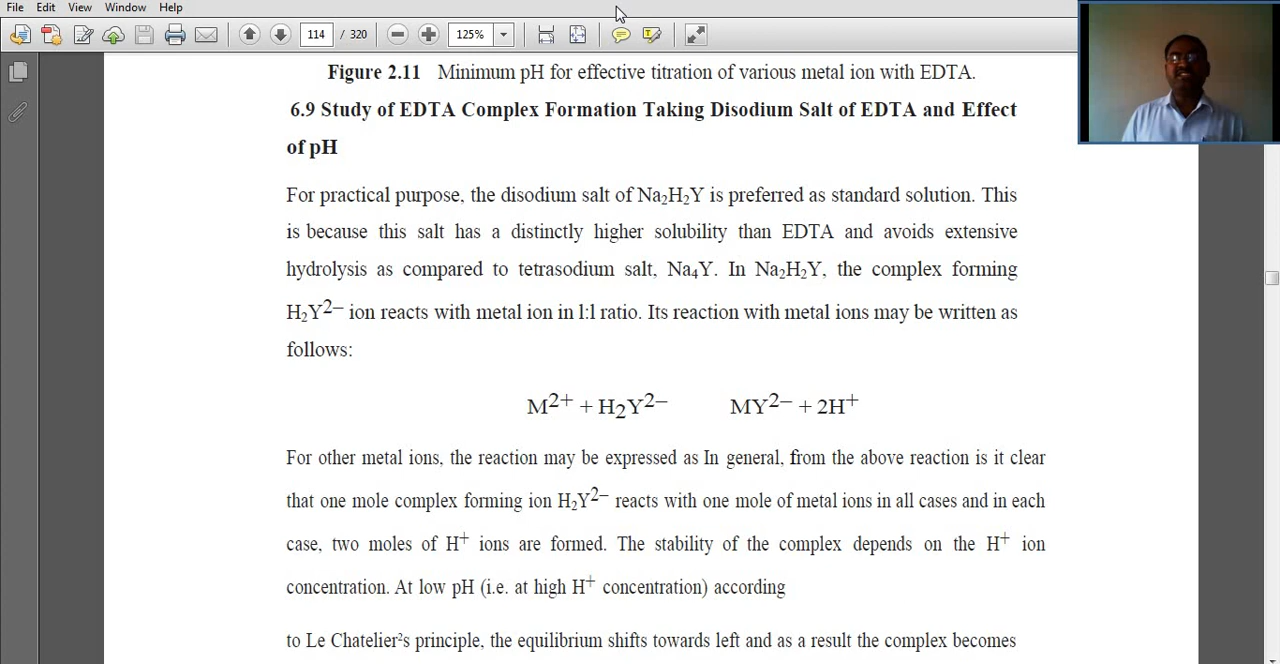 File Edit View Window Help
114 / 320 125%
Figure 2.11 Minimum pH for effective titration of various metal ion with EDTA.
6.9 Study of EDTA Complex Formation Taking Disodium Salt of EDTA and Effect
of pH
For practical purpose, the disodium salt of Na₂H₂Y is preferred as standard solution. This
is because this salt has a distinctly higher solubility than EDTA and avoids extensive
hydrolysis as compared to tetrasodium salt, Na₄Y. In Na₂H₂Y, the complex forming
H₂Y²⁻ ion reacts with metal ion in 1:1 ratio. Its reaction with metal ions may be written as
follows:
M²⁺ + H₂Y²⁻ MY²⁻ + 2H⁺
For other metal ions, the reaction may be expressed as In general, from the above reaction is it clear
that one mole complex forming ion H₂Y²⁻ reacts with one mole of metal ions in all cases and in each
case, two moles of H⁺ ions are formed. The stability of the complex depends on the H⁺ ion
concentration. At low pH (i.e. at high H⁺ concentration) according
to Le Chatelier²s principle, the equilibrium shifts towards left and as a result the complex becomes